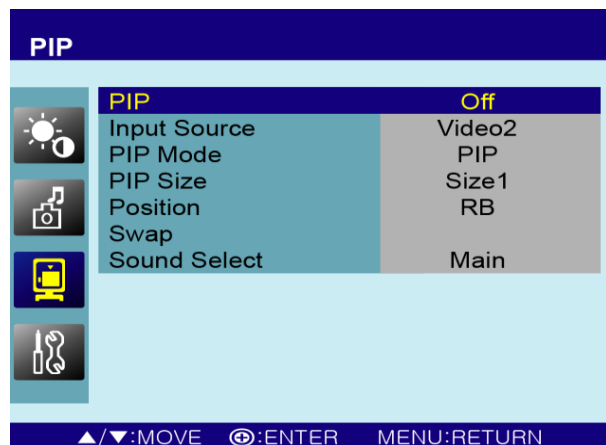 PIP
PIP Off
Input Source Video2
PIP Mode PIP
PIP Size Size1
Position RB
Swap
Sound Select Main
▲/▼:MOVE ⊕:ENTER MENU:RETURN